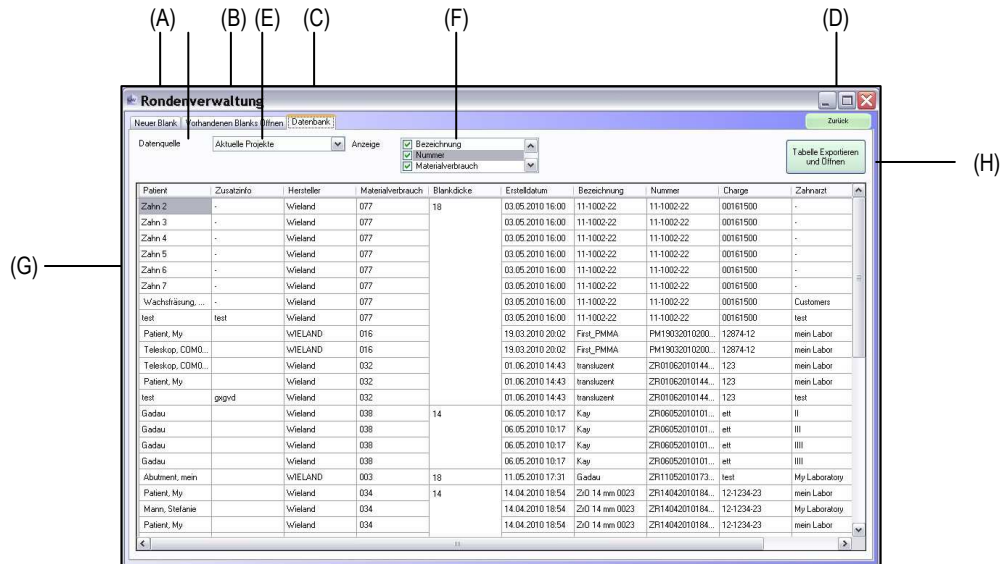 (A) (B) (E) (C) (F) (D)
Rondenverwaltung
Neuer Blank Vorhandenen Blanks Öffnen Datenbank Zurück
Datenquelle Aktuelle Projekte Anzeige Bezeichnung
Nummer
Materialverbrauch
Tabelle Exportieren
und Öffnen
(H)
(G)
Patient Zusatzinfo Hersteller Materialverbrauch Blankdicke Erstelldatum Bezeichnung Nummer Charge Zahnarzt
Zahn 2 - Wieland 077 18 03.05.2010 16:00 11-1002-22 11-1002-22 00161500 -
Zahn 3 - Wieland 077 03.05.2010 16:00 11-1002-22 11-1002-22 00161500 -
Zahn 4 - Wieland 077 03.05.2010 16:00 11-1002-22 11-1002-22 00161500 -
Zahn 5 - Wieland 077 03.05.2010 16:00 11-1002-22 11-1002-22 00161500 -
Zahn 6 - Wieland 077 03.05.2010 16:00 11-1002-22 11-1002-22 00161500 -
Zahn 7 - Wieland 077 03.05.2010 16:00 11-1002-22 11-1002-22 00161500 -
Wachsfräsung, ... - Wieland 077 03.05.2010 16:00 11-1002-22 11-1002-22 00161500 Customers
test test Wieland 077 03.05.2010 16:00 11-1002-22 11-1002-22 00161500 test
Patient, My WIELAND 016 19.03.2010 20:02 First_PMMA PM19032010200... 12874-12 mein Labor
Teleskop, COM0... WIELAND 016 19.03.2010 20:02 First_PMMA PM19032010200... 12874-12 mein Labor
Teleskop, COM0... Wieland 032 01.06.2010 14:43 transluzent ZR01062010144... 123 mein Labor
Patient, My Wieland 032 01.06.2010 14:43 transluzent ZR01062010144... 123 mein Labor
test gxgvd Wieland 032 01.06.2010 14:43 transluzent ZR01062010144... 123 test
Gadau Wieland 038 14 06.05.2010 10:17 Kay ZR06052010101... ett II
Gadau Wieland 038 06.05.2010 10:17 Kay ZR06052010101... ett III
Gadau Wieland 038 06.05.2010 10:17 Kay ZR06052010101... ett IIII
Gadau Wieland 038 06.05.2010 10:17 Kay ZR06052010101... ett IIII
Abutment, mein WIELAND 003 18 11.05.2010 17:31 Gadau ZR11052010173... test My Laboratory
Patient, My Wieland 034 14 14.04.2010 18:54 ZrO 14 mm 0023 ZR14042010184... 12-1234-23 mein Labor
Mann, Stefanie Wieland 034 14.04.2010 18:54 ZrO 14 mm 0023 ZR14042010184... 12-1234-23 My Laboratory
Patient, My Wieland 034 14.04.2010 18:54 ZrO 14 mm 0023 ZR14042010184... 12-1234-23 mein Labor